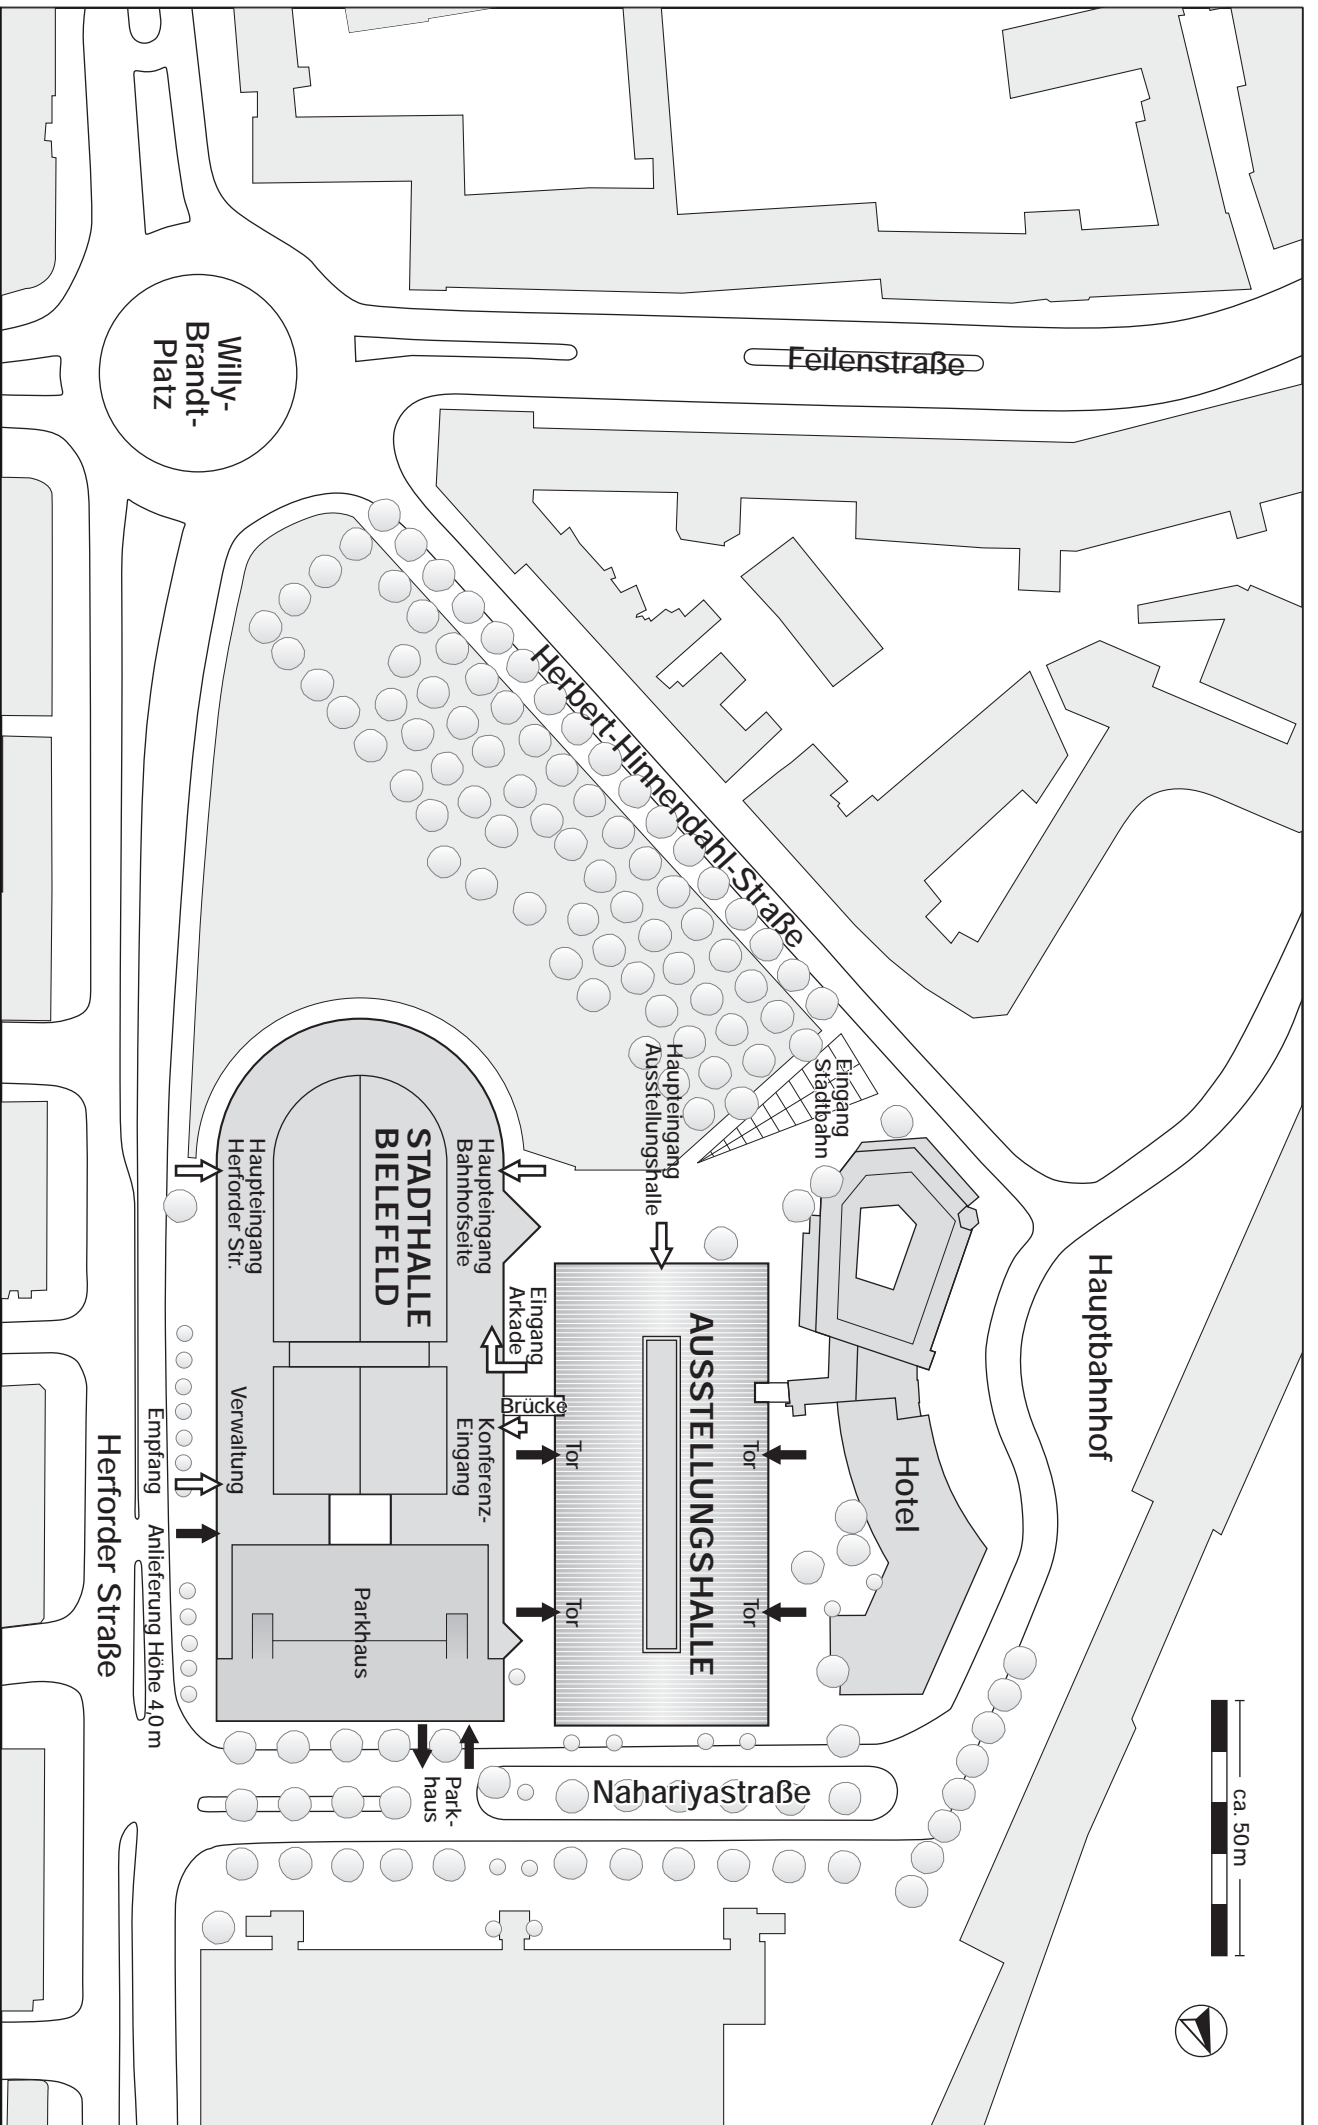 Hauptbahnhof
ca. 50m
Feilenstraße
Hotel
Eingang
Stadtbahn
Herbert-Hinnendahl-Straße
AUSSTELLUNGSHALLE
Tor
Tor
Haupteingang
Ausstellungshalle
Nahariyastraße
Tor
Tor
Brücke
Eingang
Arkade
Haupteingang
Bahnhofseite
Konferenz-
Eingang
STADTHALLE
BIELEFELD
Parkhaus
Park-
haus
Haupteingang
Herforder Str.
Verwaltung
Willy-
Brandt-
Platz
Empfang
Anlieferung Höhe 4,0m
Herforder Straße